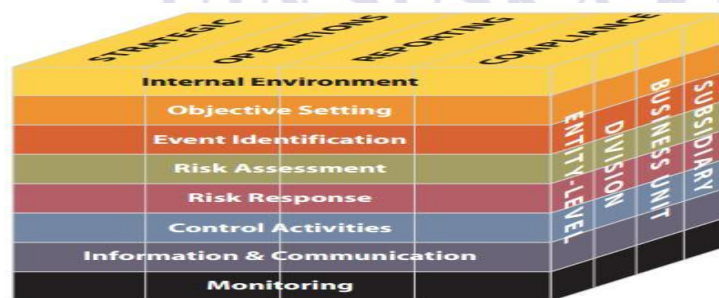 STRATEGIC
OPERATIONS
REPORTING
COMPLIANCE
Internal Environment
Objective Setting
Event Identification
Risk Assessment
Risk Response
Control Activities
Information & Communication
Monitoring
ENTITY-LEVEL
DIVISION
BUSINESS UNIT
SUBSIDIARY